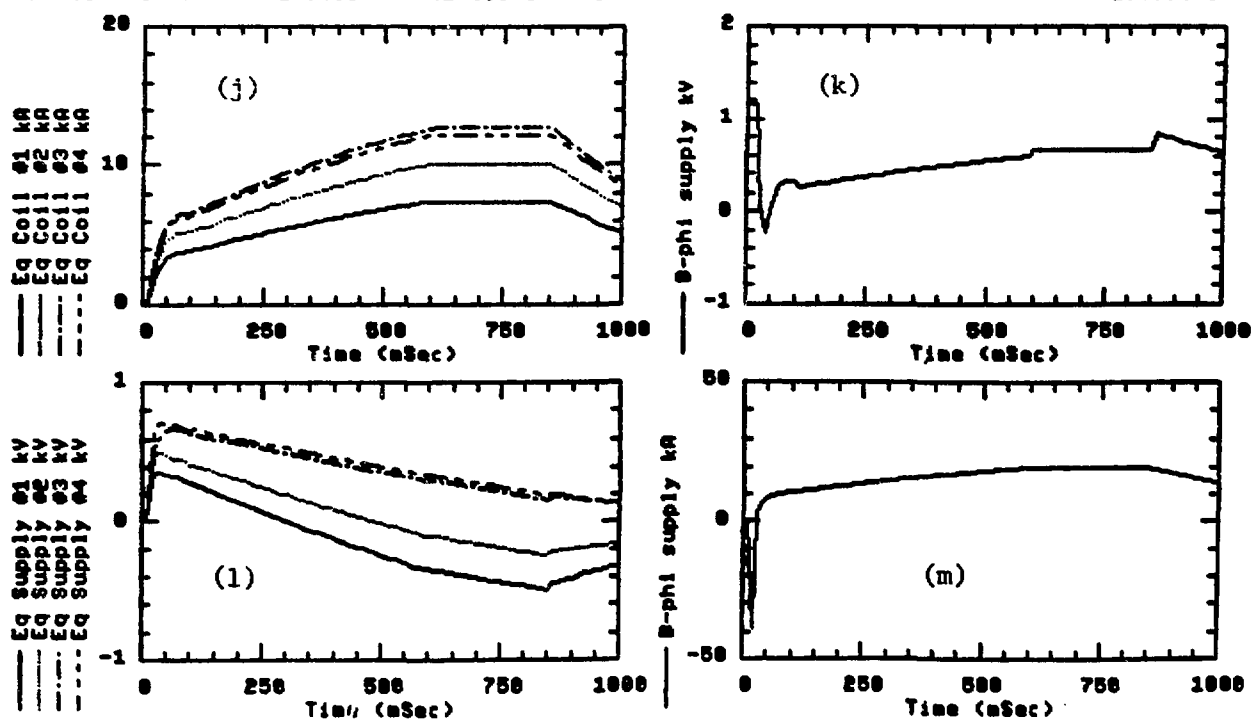 20
10
0
(j)
0 250 500 750 1000
Time (mSec)
Eq Coil #1 kA
Eq Coil #2 kA
Eq Coil #3 kA
Eq Coil #4 kA
2
1
0
-1
(k)
0 250 500 750 1000
Time (mSec)
B-phi supply kV
1
0
-1
(l)
0 250 500 750 1000
(mSec)
Eq Supply #1 kV
Eq Supply #2 kV
Eq Supply #3 kV
Eq Supply #4 kV
50
0
-50
(m)
0 250 500 750 1000
Time (mSec)
B-phi supply kA